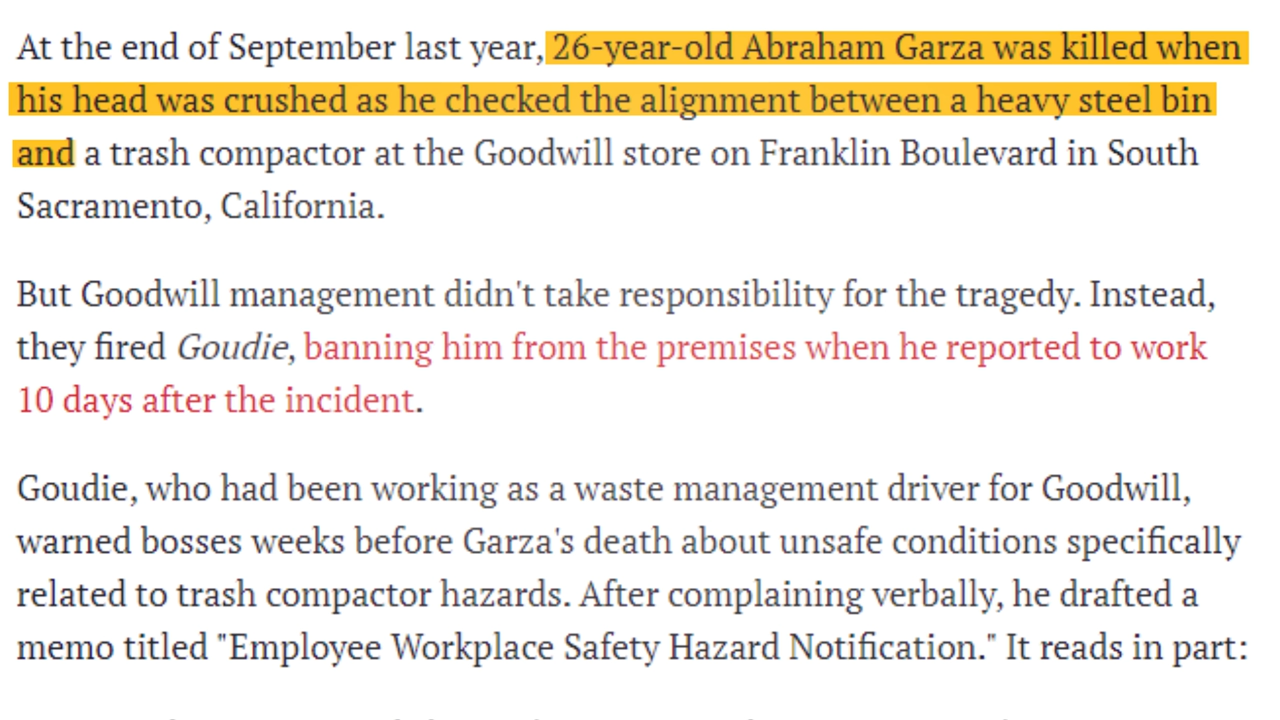 At the end of September last year, 26-year-old Abraham Garza was killed when
his head was crushed as he checked the alignment between a heavy steel bin
and a trash compactor at the Goodwill store on Franklin Boulevard in South
Sacramento, California.
But Goodwill management didn't take responsibility for the tragedy. Instead,
they fired Goudie, banning him from the premises when he reported to work
10 days after the incident.
Goudie, who had been working as a waste management driver for Goodwill,
warned bosses weeks before Garza's death about unsafe conditions specifically
related to trash compactor hazards. After complaining verbally, he drafted a
memo titled "Employee Workplace Safety Hazard Notification." It reads in part: